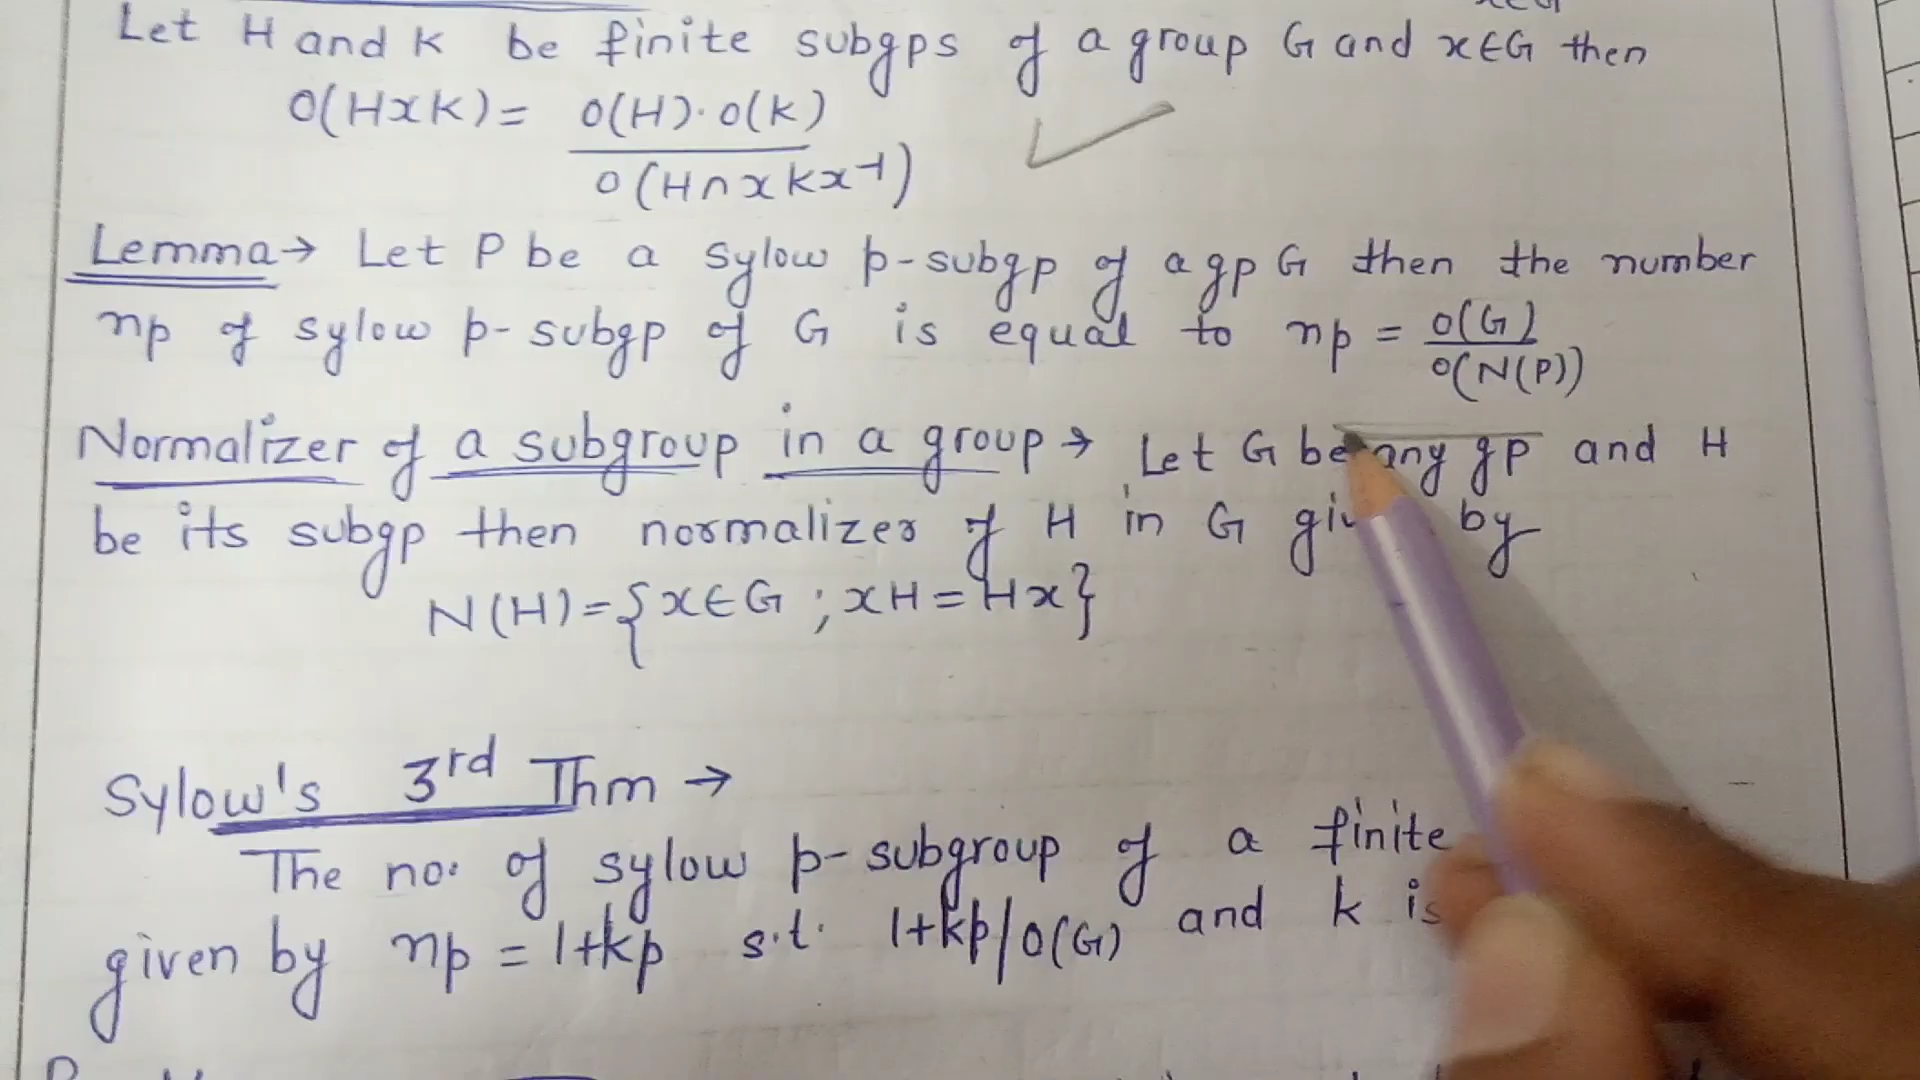 Let H and K be finite subgps of a group G and x∈G then
O(HxK) = O(H)·O(K)
O(H∩xKx⁻¹)
Lemma → Let P be a Sylow p-subgp of a gp G then the number
np of sylow p-subgp of G is equal to np = O(G)
O(N(P))
Normalizer of a subgroup in a group → Let G be any gp and H
be its subgp then normalizer of H in G by
N(H) = {x∈G ; xH = Hx}
Sylow's 3rd Thm →
The no. of sylow p-subgroup of a finite
given by np = 1+kp s.t. 1+kp/O(G) and k is